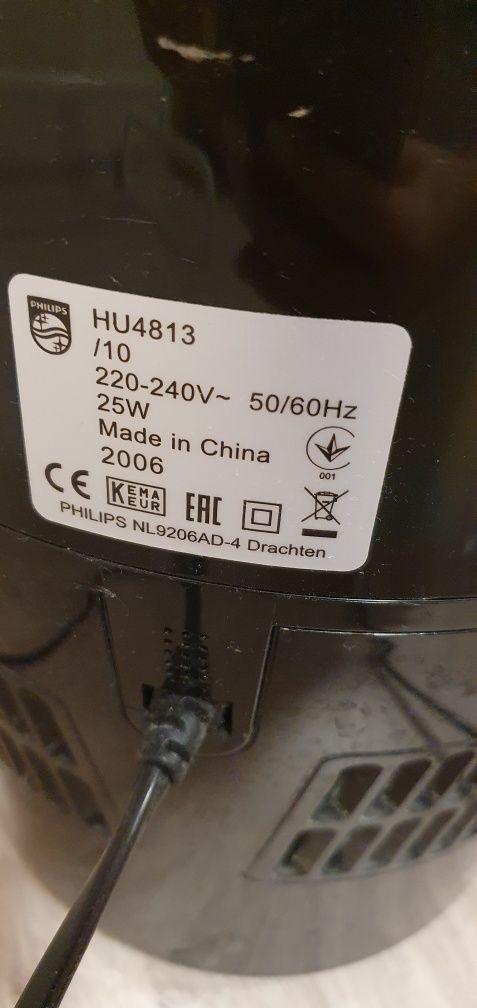 PHILIPS
HU4813
/10
220-240V~ 50/60Hz
25W
Made in China
2006
001
CE KEMA EUR EAC
PHILIPS NL9206AD-4 Drachten